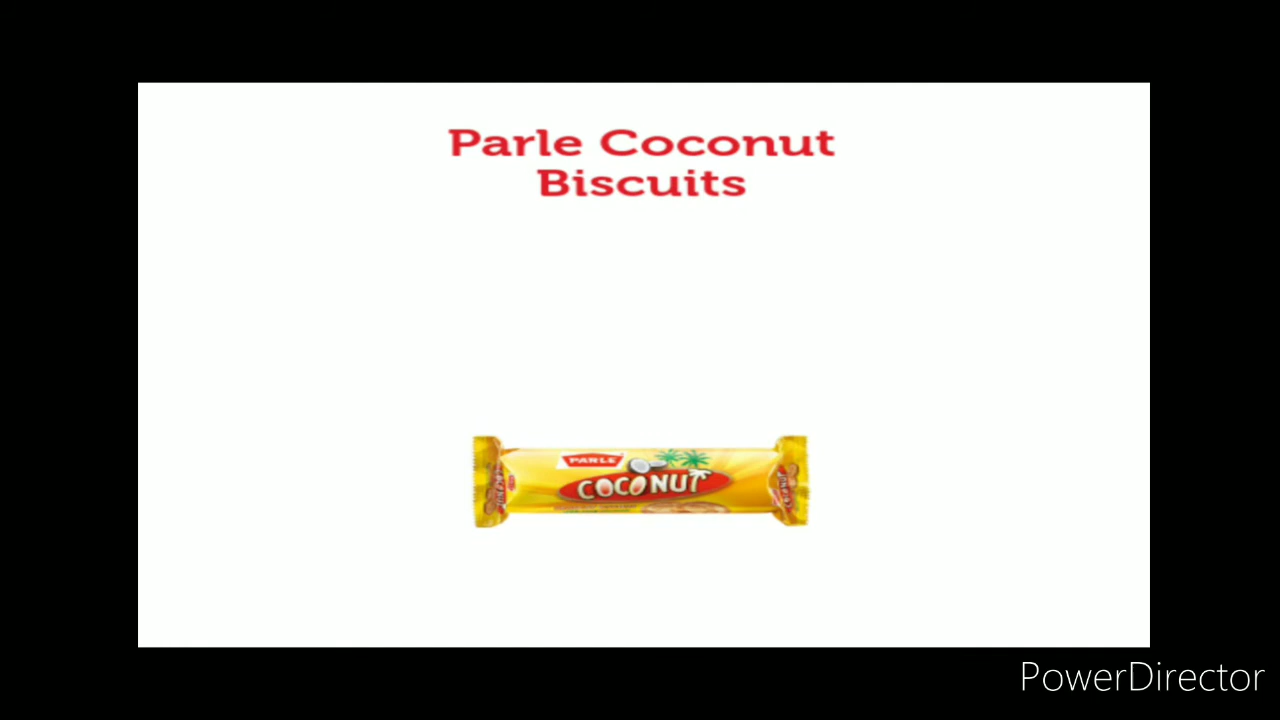 Parle Coconut
Biscuits
PARLE
COCONUT
PowerDirector